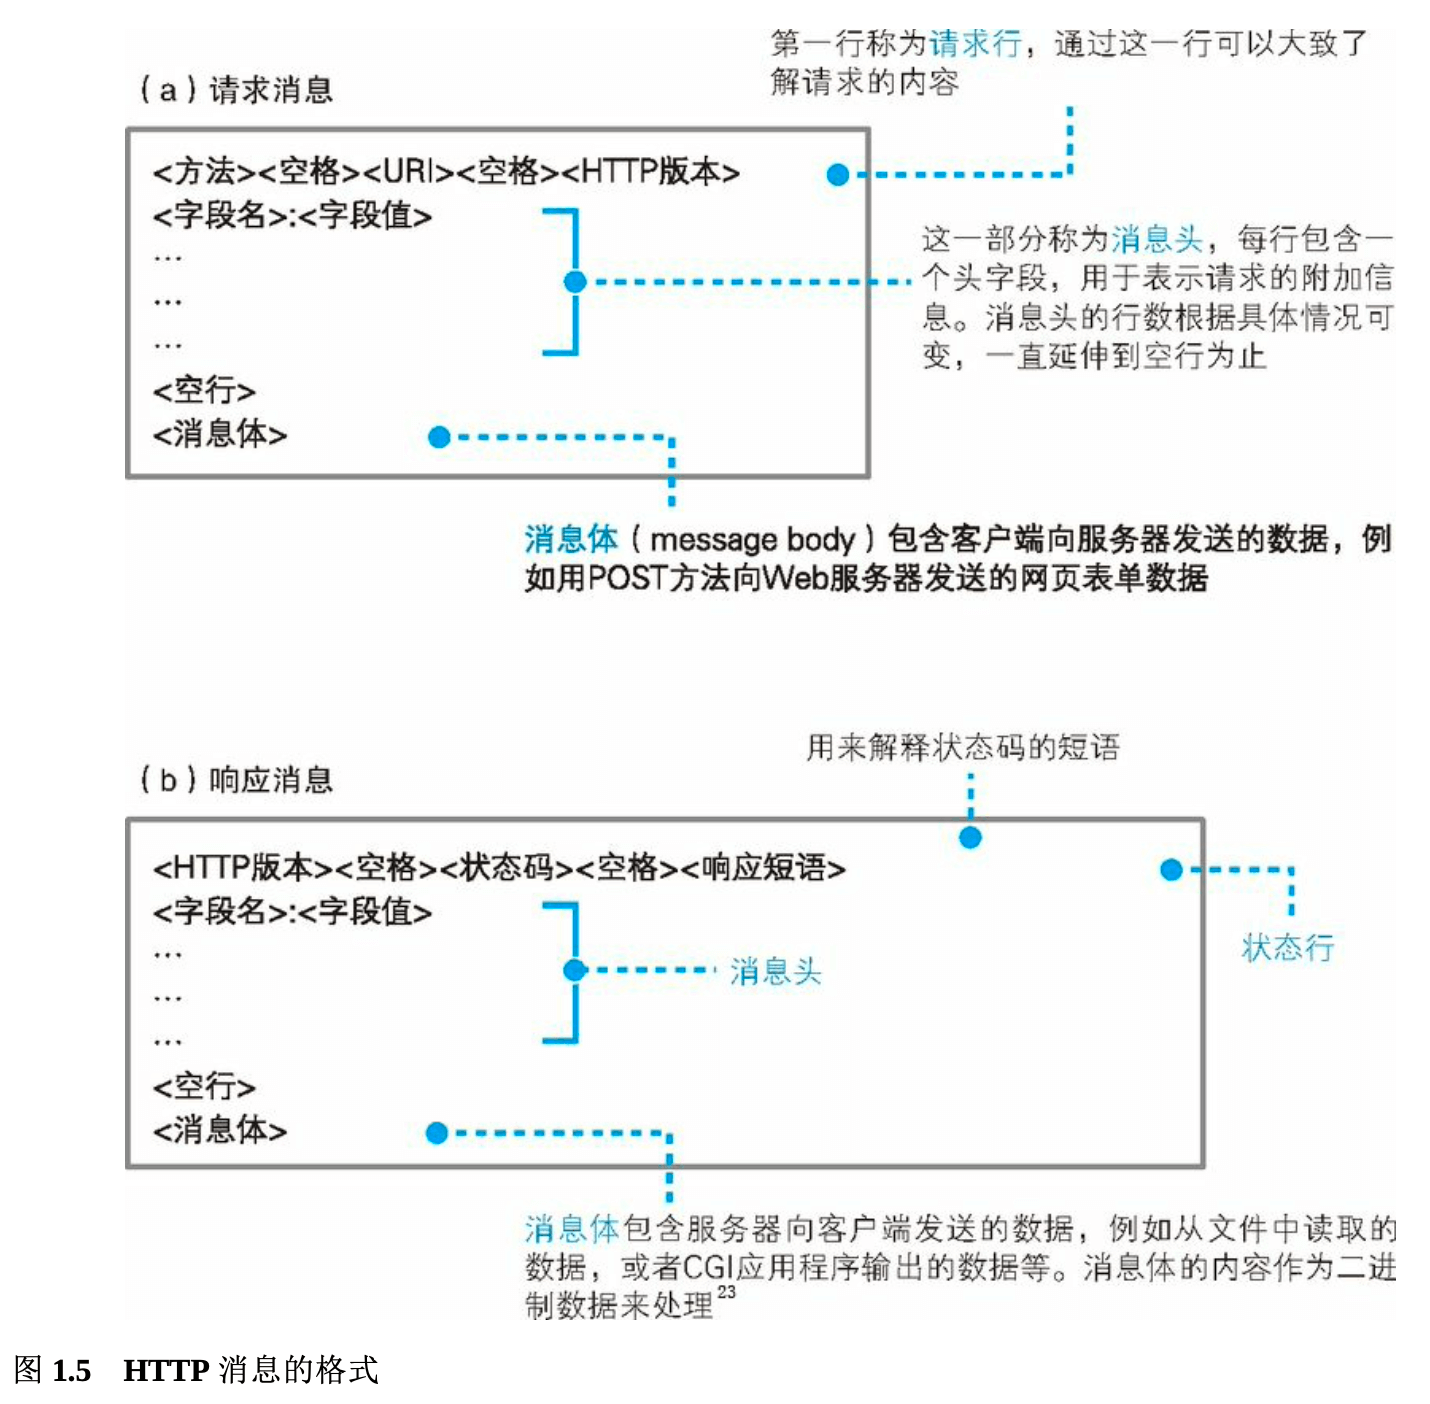 第一行称为请求行，通过这一行可以大致了
解请求的内容
（a）请求消息
<方法><空格><URI><空格><HTTP版本>
<字段名>:<字段值>
…
…
…
<空行>
<消息体>
这一部分称为消息头，每行包含一
个头字段，用于表示请求的附加信
息。消息头的行数根据具体情况可
变，一直延伸到空行为止
消息体（message body）包含客户端向服务器发送的数据，例
如用POST方法向Web服务器发送的网页表单数据
用来解释状态码的短语
（b）响应消息
<HTTP版本><空格><状态码><空格><响应短语>
<字段名>:<字段值>
…
…
…
<空行>
<消息体>
消息头
状态行
消息体包含服务器向客户端发送的数据，例如从文件中读取的
数据，或者CGI应用程序输出的数据等。消息体的内容作为二进
制数据来处理23
图 1.5 HTTP 消息的格式